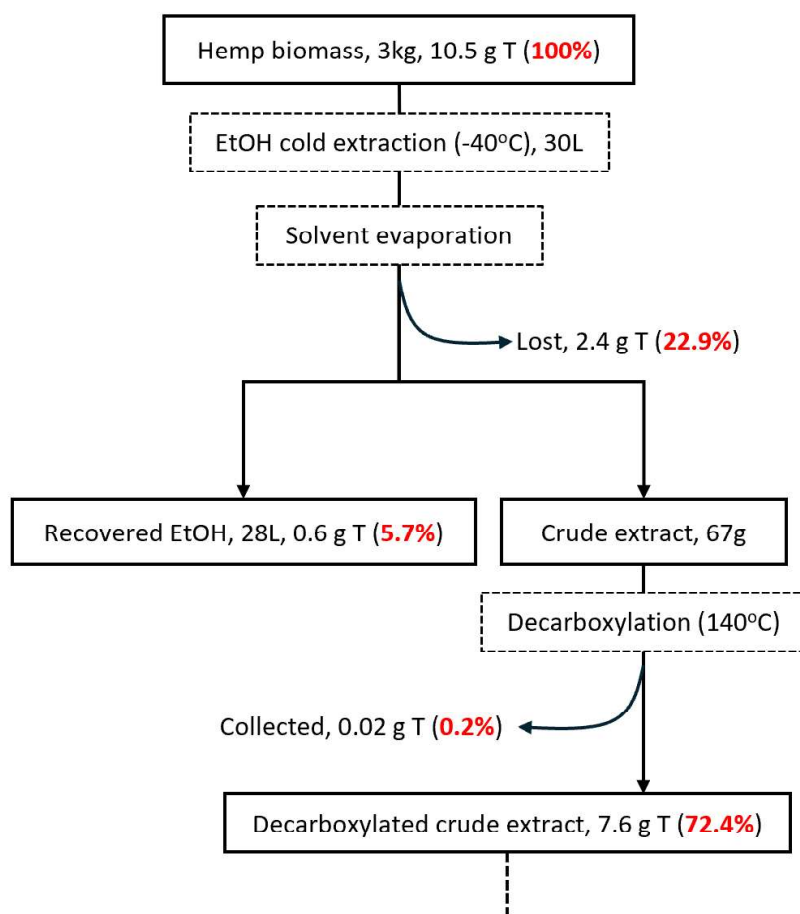 Hemp biomass, 3kg, 10.5 g T (100%)
EtOH cold extraction (-40°C), 30L
Solvent evaporation
Lost, 2.4 g T (22.9%)
Recovered EtOH, 28L, 0.6 g T (5.7%)
Crude extract, 67g
Decarboxylation (140°C)
Collected, 0.02 g T (0.2%)
Decarboxylated crude extract, 7.6 g T (72.4%)